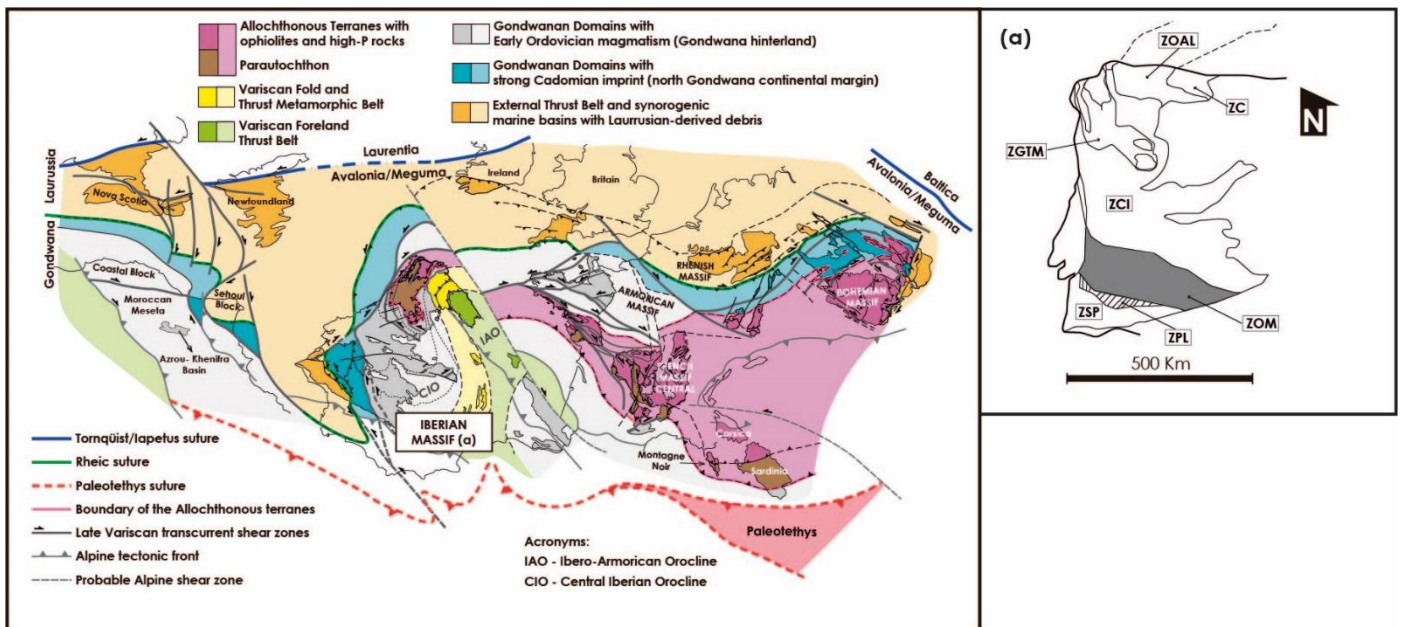 Allochthonous Terranes with
ophiolites and high-P rocks
Parautochthon
Variscan Fold and
Thrust Metamorphic Belt
Variscan Foreland
Thrust Belt
Gondwanan Domains with
Early Ordovician magmatism (Gondwana hinterland)
Gondwanan Domains with
strong Cadomian imprint (north Gondwana continental margin)
External Thrust Belt and synorogenic
marine basins with Laurrusian-derived debris
Laurentia
Avalonia/Meguma
Baltica
Avalonia/Meguma
Laurussia
Gondwana
Nova Scotia
Newfoundland
Ireland
Britain
Coastal Block
Moroccan
Meseta
Sehoul
Block
Azrou- Khenifra
Basin
RHENISH
MASSIF
ARMORICAN
MASSIF
BOHEMIAN
MASSIF
FRENCH
MASSIF
CENTRAL
IAO
CIO
IBERIAN
MASSIF (a)
Montagne
Noir
Corsica
Sardinia
Paleotethys
Tornqüist/Iapetus suture
Rheic suture
Paleotethys suture
Boundary of the Allochthonous terranes
Late Variscan transcurrent shear zones
Alpine tectonic front
Probable Alpine shear zone
Acronyms:
IAO - Ibero-Armorican Orocline
CIO - Central Iberian Orocline
(a)
ZOAL
ZC
N
ZGTM
ZCI
ZSP
ZPL
ZOM
500 Km